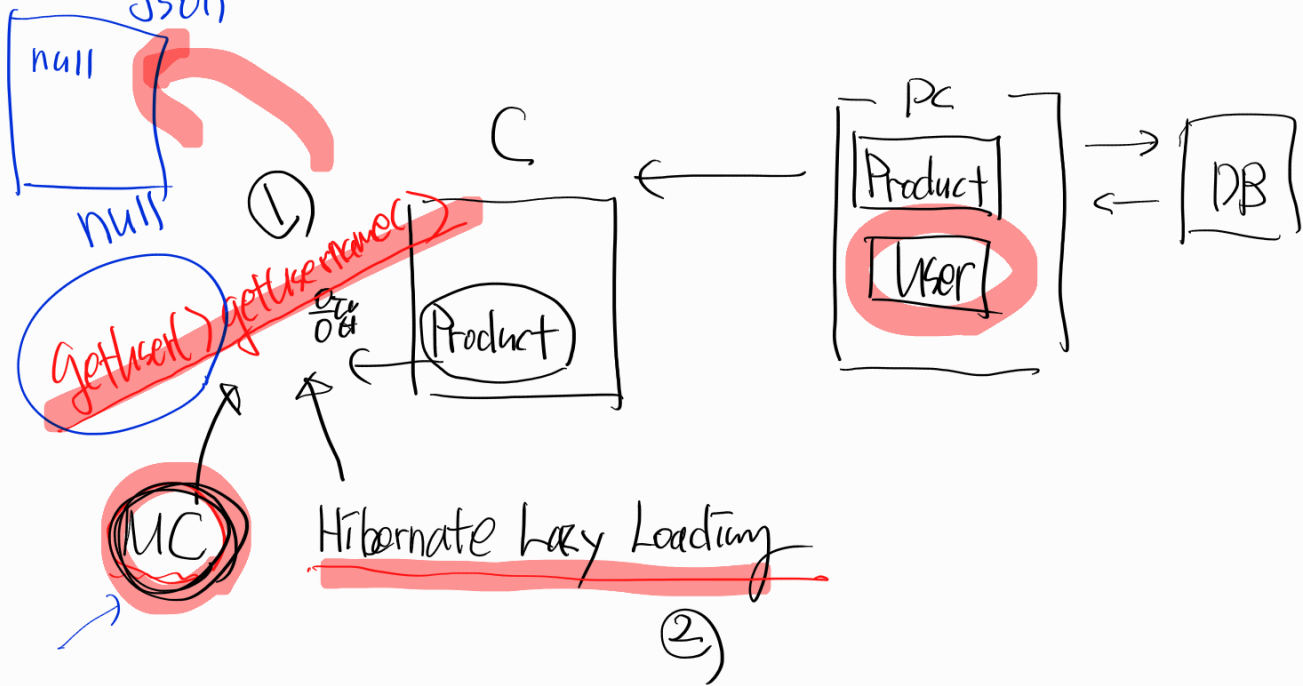 Json
null
null
①
C
PC
Product
User
DB
getUser().getUsername()
Product
MC
Hibernate Lazy Loading
②